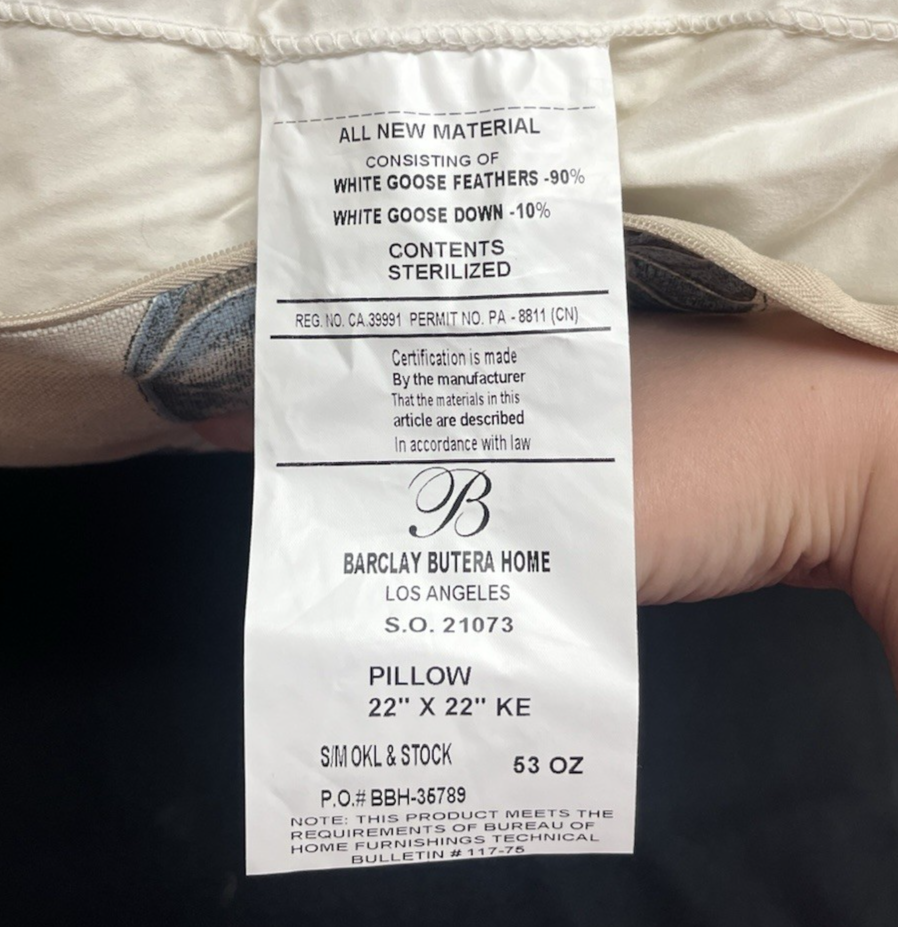 ALL NEW MATERIAL
CONSISTING OF
WHITE GOOSE FEATHERS -90%
WHITE GOOSE DOWN -10%
CONTENTS
STERILIZED
REG. NO. CA 39991 PERMIT NO. PA - 8811 (CN)
Certification is made
By the manufacturer
That the materials in this
article are described
In accordance with law
B
BARCLAY BUTERA HOME
LOS ANGELES
S.O. 21073
PILLOW
22" X 22" KE
S/M OKL & STOCK 53 OZ
P.O.# BBH-35789
NOTE: THIS PRODUCT MEETS THE
REQUIREMENTS OF BUREAU OF
HOME FURNISHINGS TECHNICAL
BULLETIN # 117-75